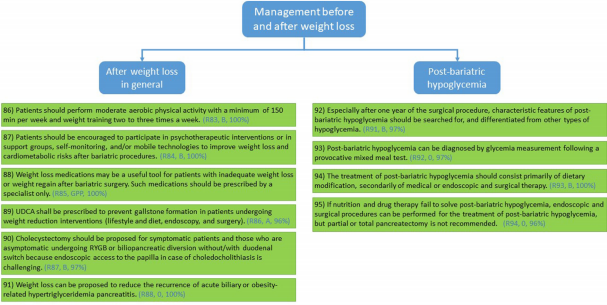 Management before
and after weight loss
After weight loss
in general
86) Patients should perform moderate aerobic physical activity with a minimum of 150
min per week and weight training two to three times a week. (R83, B, 100%)
87) Patients should be encouraged to participate in psychotherapeutic interventions or in
support groups, self-monitoring, and/or mobile technologies to improve weight loss and
cardiometabolic risks after bariatric procedures. (R84, B, 100%)
88) Weight loss medications may be a useful tool for patients with inadequate weight loss
or weight regain after bariatric surgery. Such medications should be prescribed by a
specialist only. (R85, GPP, 100%)
89) UDCA shall be prescribed to prevent gallstone formation in patients undergoing
weight reduction interventions (lifestyle and diet, endoscopy, and surgery). (R86, A, 96%)
90) Cholecystectomy should be proposed for symptomatic patients and those who are
asymptomatic undergoing RYGB or biliopancreatic diversion without/with duodenal
switch because endoscopic access to the papilla in case of choledocholithiasis is
challenging. (R87, B, 97%)
91) Weight loss can be proposed to reduce the recurrence of acute biliary or obesity-
related hypertriglyceridemia pancreatitis. (R88, 0, 100%)
Post-bariatric
hypoglycemia
92) Especially after one year of the surgical procedure, characteristic features of post-
bariatric hypoglycemia should be searched for, and differentiated from other types of
hypoglycemia. (R91, B, 97%)
93) Post-bariatric hypoglycemia can be diagnosed by glycemia measurement following a
provocative mixed meal test. (R92, 0, 97%)
94) The treatment of post-bariatric hypoglycemia should consist primarily of dietary
modification, secondarily of medical or endoscopic and surgical therapy. (R93, B, 100%)
95) If nutrition and drug therapy fail to solve post-bariatric hypoglycemia, endoscopic and
surgical procedures can be performed for the treatment of post-bariatric hypoglycemia,
but partial or total pancreatectomy is not recommended. (R94, 0, 96%)